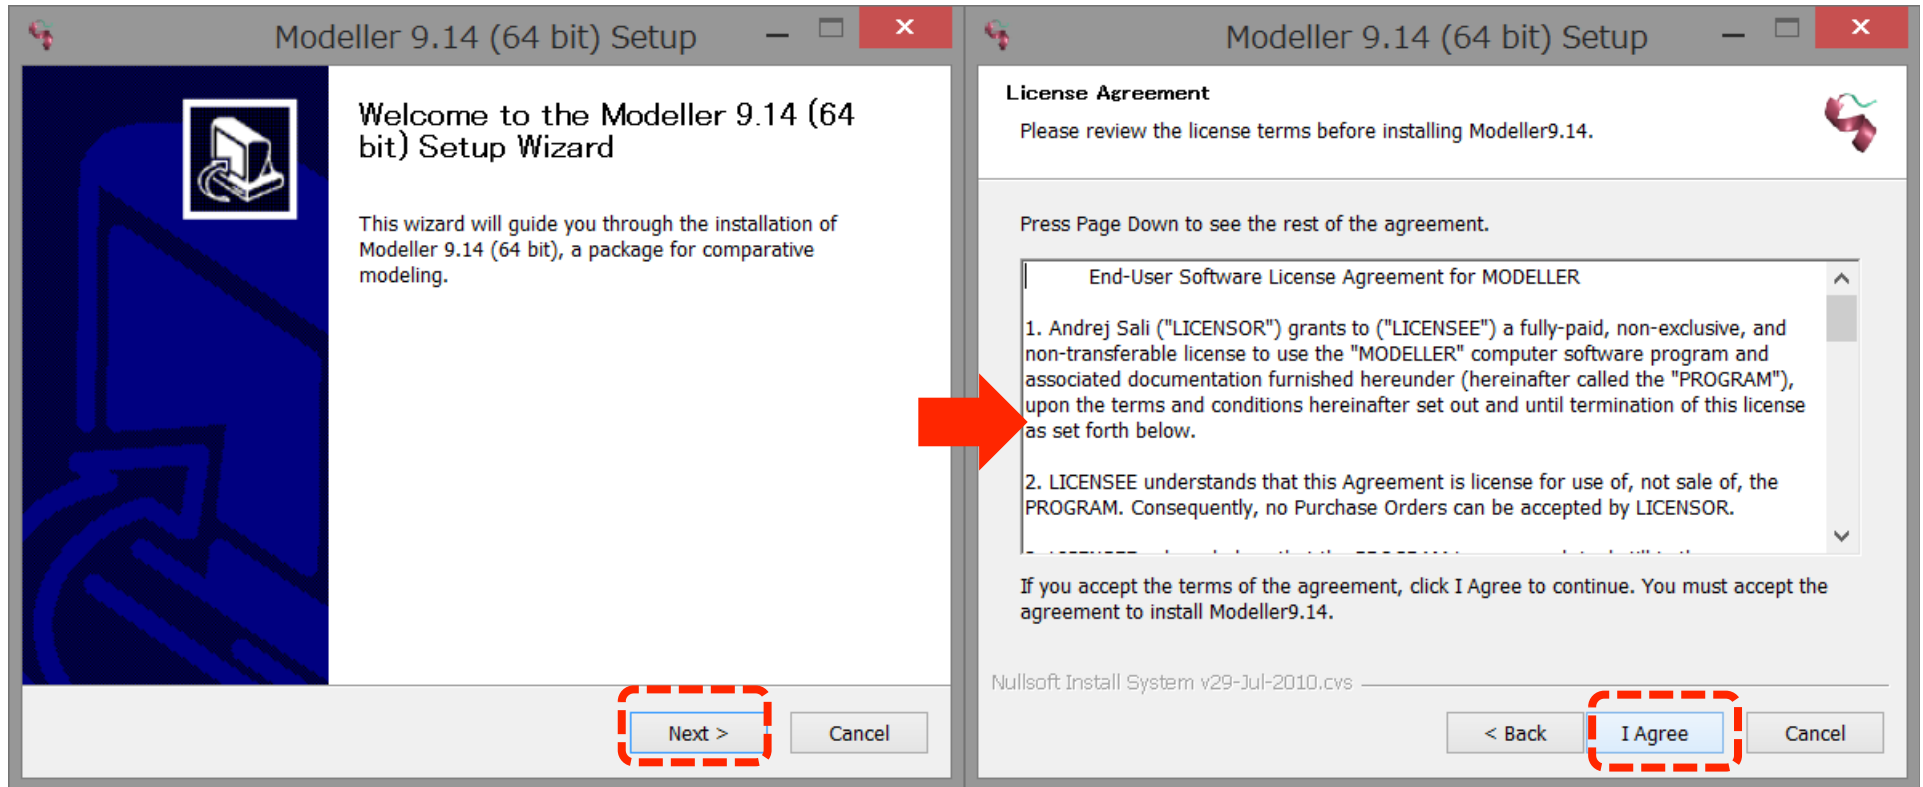 Modeller 9.14 (64 bit) Setup
Welcome to the Modeller 9.14 (64
bit) Setup Wizard
This wizard will guide you through the installation of
Modeller 9.14 (64 bit), a package for comparative
modeling.
Next >
Cancel
Modeller 9.14 (64 bit) Setup
License Agreement
Please review the license terms before installing Modeller9.14.
Press Page Down to see the rest of the agreement.
End-User Software License Agreement for MODELLER
1. Andrej Sali ("LICENSOR") grants to ("LICENSEE") a fully-paid, non-exclusive, and
non-transferable license to use the "MODELLER" computer software program and
associated documentation furnished hereunder (hereinafter called the "PROGRAM"),
upon the terms and conditions hereinafter set out and until termination of this license
as set forth below.
2. LICENSEE understands that this Agreement is license for use of, not sale of, the
PROGRAM. Consequently, no Purchase Orders can be accepted by LICENSOR.
If you accept the terms of the agreement, click I Agree to continue. You must accept the
agreement to install Modeller9.14.
Nullsoft Install System v29-Jul-2010.cvs
< Back
I Agree
Cancel